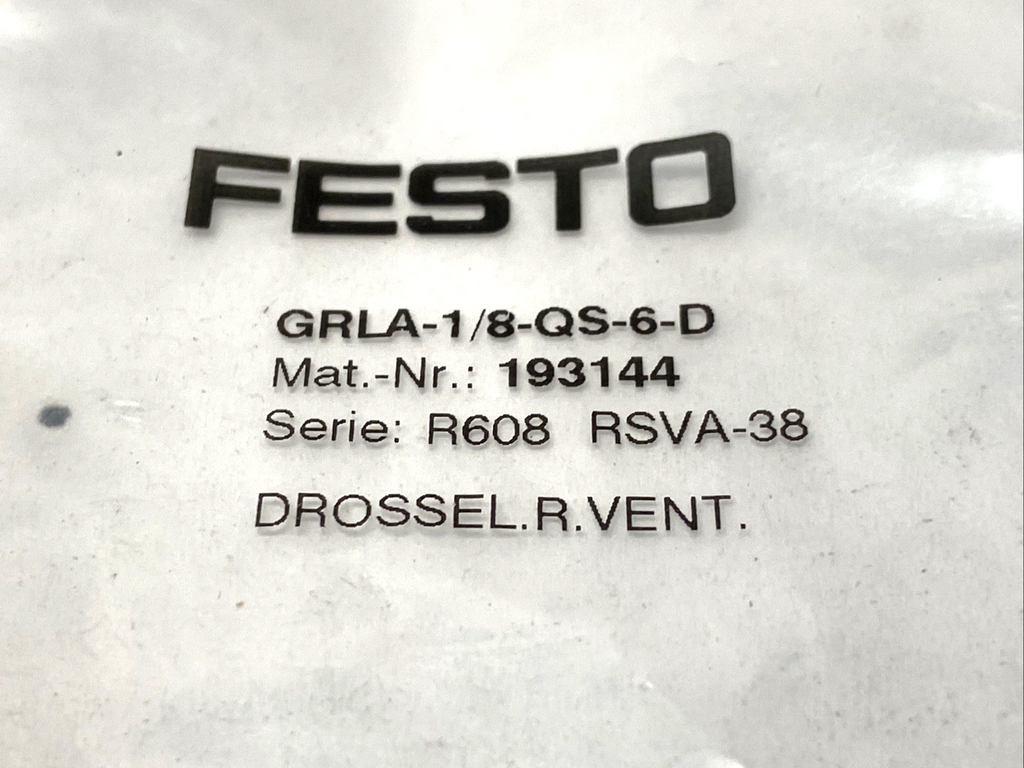 FESTO
GRLA-1/8-QS-6-D
Mat.-Nr.: 193144
Serie: R608 RSVA-38
DROSSEL.R.VENT.